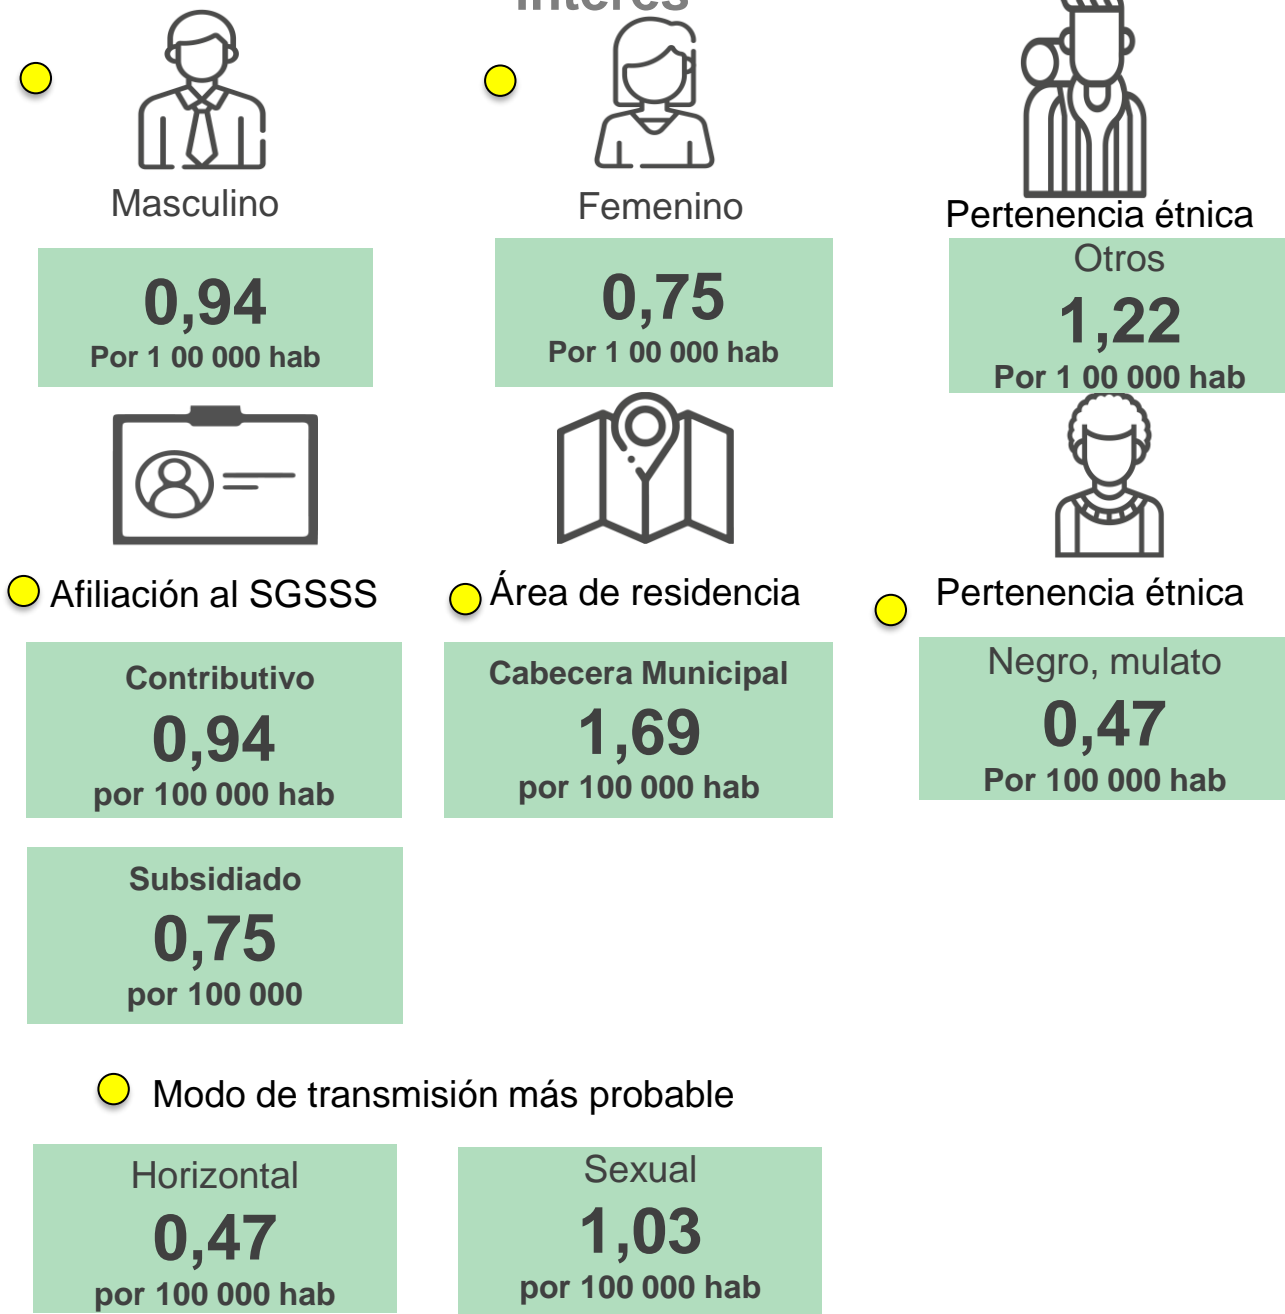 Interés
Masculino
0,94
Por 1 00 000 hab
Femenino
0,75
Por 1 00 000 hab
Pertenencia étnica
Otros
1,22
Por 1 00 000 hab
Afiliación al SGSSS
Contributivo
0,94
por 100 000 hab
Subsidiado
0,75
por 100 000
Área de residencia
Cabecera Municipal
1,69
por 100 000 hab
Pertenencia étnica
Negro, mulato
0,47
Por 100 000 hab
Modo de transmisión más probable
Horizontal
0,47
por 100 000 hab
Sexual
1,03
por 100 000 hab